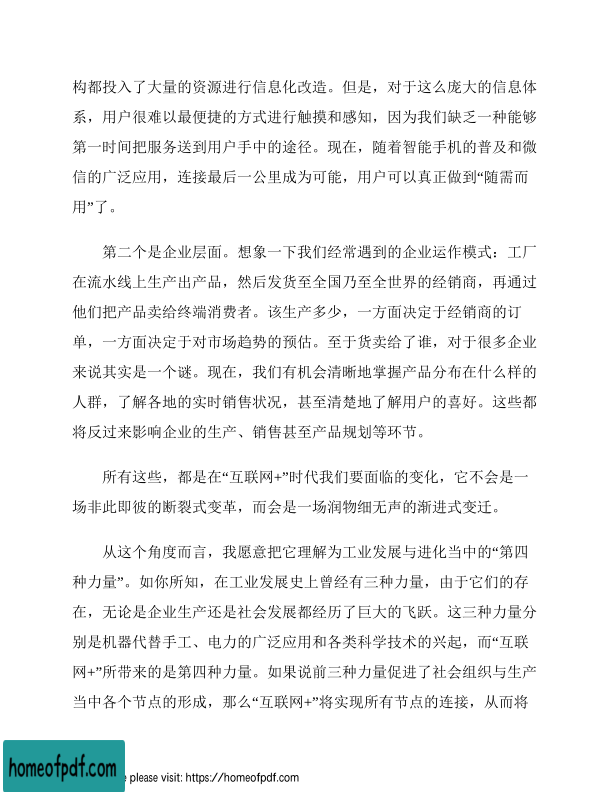 构都投入了大量的资源进行信息化改造。但是，对于这么庞大的信息体
系，用户很难以最便捷的方式进行触摸和感知，因为我们缺乏一种能够
第一时间把服务送到用户手中的途径。现在，随着智能手机的普及和微
信的广泛应用，连接最后一公里成为可能，用户可以真正做到“随需而
用”了。
第二个是企业层面。想象一下我们经常遇到的企业运作模式：工厂
在流水线上生产出产品，然后发货至全国乃至全世界的经销商，再通过
他们把产品卖给终端消费者。该生产多少，一方面决定于经销商的订
单，一方面决定于对市场趋势的预估。至于货卖给了谁，对于很多企业
来说其实是一个谜。现在，我们有机会清晰地掌握产品分布在什么样的
人群，了解各地的实时销售状况，甚至清楚地了解用户的喜好。这些都
将反过来影响企业的生产、销售甚至产品规划等环节。
所有这些，都是在“互联网+”时代我们要面临的变化，它不会是一
场非此即彼的断裂式变革，而会是一场润物细无声的渐进式变迁。
从这个角度而言，我愿意把它理解为工业发展与进化当中的“第四
种力量”。如你所知，在工业发展史上曾经有三种力量，由于它们的存
在，无论是企业生产还是社会发展都经历了巨大的飞跃。这三种力量分
别是机器代替手工、电力的广泛应用和各类科学技术的兴起，而“互联
网+”所带来的是第四种力量。如果说前三种力量促进了社会组织与生产
当中各个节点的形成，那么“互联网+”将实现所有节点的连接，从而将
homeofpdf.com
e please visit: https://homeofpdf.com